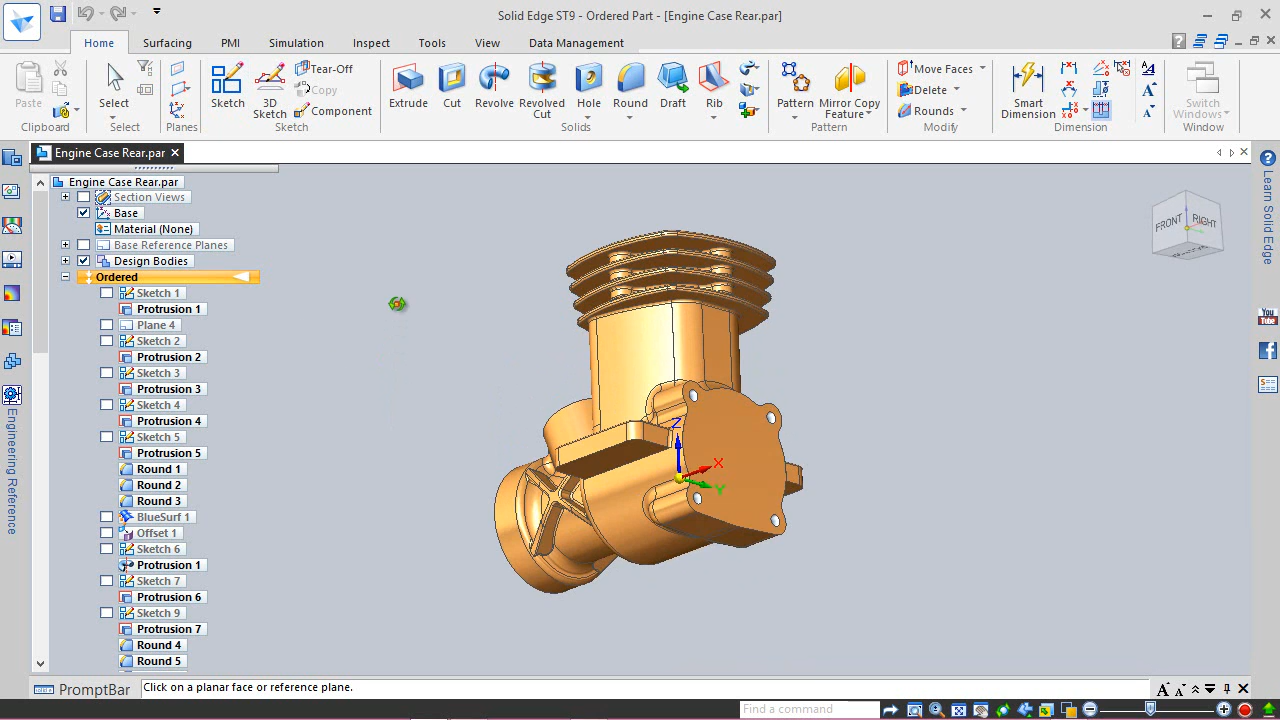 Solid Edge ST9 - Ordered Part - [Engine Case Rear.par]
Home Surfacing PMI Simulation Inspect Tools View Data Management
Paste
Clipboard
Select
Select
Planes
Sketch
3D Sketch
Tear-Off
Copy
Component
Sketch
Extrude
Cut
Revolve
Revolved Cut
Hole
Round
Draft
Rib
Solids
Pattern
Mirror Copy Feature
Pattern
Move Faces
Delete
Rounds
Modify
Smart Dimension
Dimension
A
A
A
Switch Windows
Window
Engine Case Rear.par
Engine Case Rear.par
Section Views
Base
Material (None)
Base Reference Planes
Design Bodies
Ordered
Sketch 1
Protrusion 1
Plane 4
Sketch 2
Protrusion 2
Sketch 3
Protrusion 3
Sketch 4
Protrusion 4
Sketch 5
Protrusion 5
Round 1
Round 2
Round 3
BlueSurf 1
Offset 1
Sketch 6
Protrusion 1
Sketch 7
Protrusion 6
Sketch 9
Protrusion 7
Round 4
Round 5
Engineering Reference
FRONT
RIGHT
Z
X
Y
Learn Solid Edge
You
Tube
PromptBar
Click on a planar face or reference plane.
Find a command